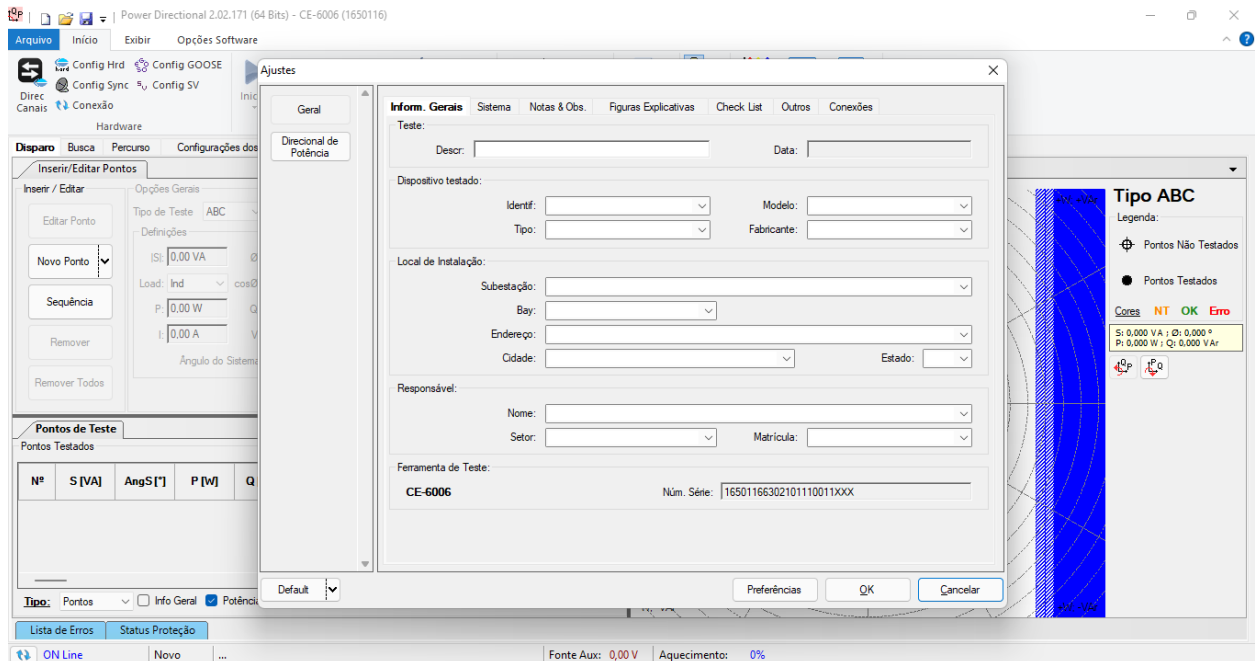 Power Directional 2.02.171 (64 Bits) - CE-6006 (1650116)
Arquivo Início Exibir Opções Software
Config Hrd Config GOOSE
Config Sync Config SV
Direc Canais Conexão
Inic
Hardware
Disparo Busca Percurso Configurações dos
Inserir/Editar Pontos
Inserir / Editar Opções Gerais
Editar Ponto
Tipo de Teste ABC
Definições
Novo Ponto
|S|: 0,00 VA Ø
Load: Ind cosØ
Sequência
P: 0,00 W Q
I: 0,00 A V
Remover
Ângulo do Sistema
Remover Todos
Pontos de Teste
Pontos Testados
Nº S [VA] AngS [°] P [W] Q
Tipo: Pontos Info Geral Potência
Lista de Erros Status Proteção
ON Line Novo ... Fonte Aux: 0,00 V Aquecimento: 0%
Ajustes
Geral
Direcional de
Potência
Inform. Gerais Sistema Notas & Obs. Figuras Explicativas Check List Outros Conexões
Teste:
Descr: Data:
Dispositivo testado:
Identif: Modelo:
Tipo: Fabricante:
Local de Instalação:
Subestação:
Bay:
Endereço:
Cidade: Estado:
Responsável:
Nome:
Setor: Matrícula:
Ferramenta de Teste:
CE-6006 Núm. Série: 16501166302101110011XXX
Default Preferências OK Cancelar
Tipo ABC
Legenda:
Pontos Não Testados
Pontos Testados
Cores NT OK Erro
S: 0,000 VA ; Ø: 0,000 °
P: 0,000 W ; Q: 0,000 VAr